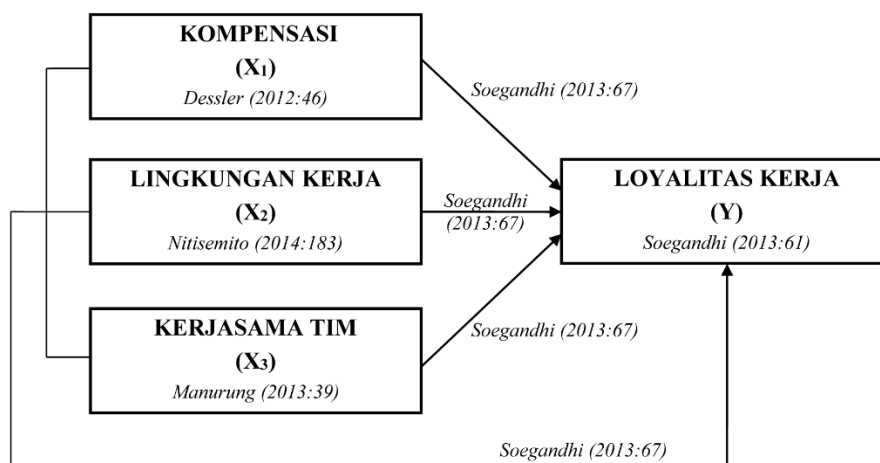 KOMPENSASI
(X₁)
Dessler (2012:46)
Soegandhi (2013:67)
LINGKUNGAN KERJA
(X₂)
Nitisemito (2014:183)
Soegandhi
(2013:67)
LOYALITAS KERJA
(Y)
Soegandhi (2013:61)
KERJASAMA TIM
(X₃)
Manurung (2013:39)
Soegandhi (2013:67)
Soegandhi (2013:67)